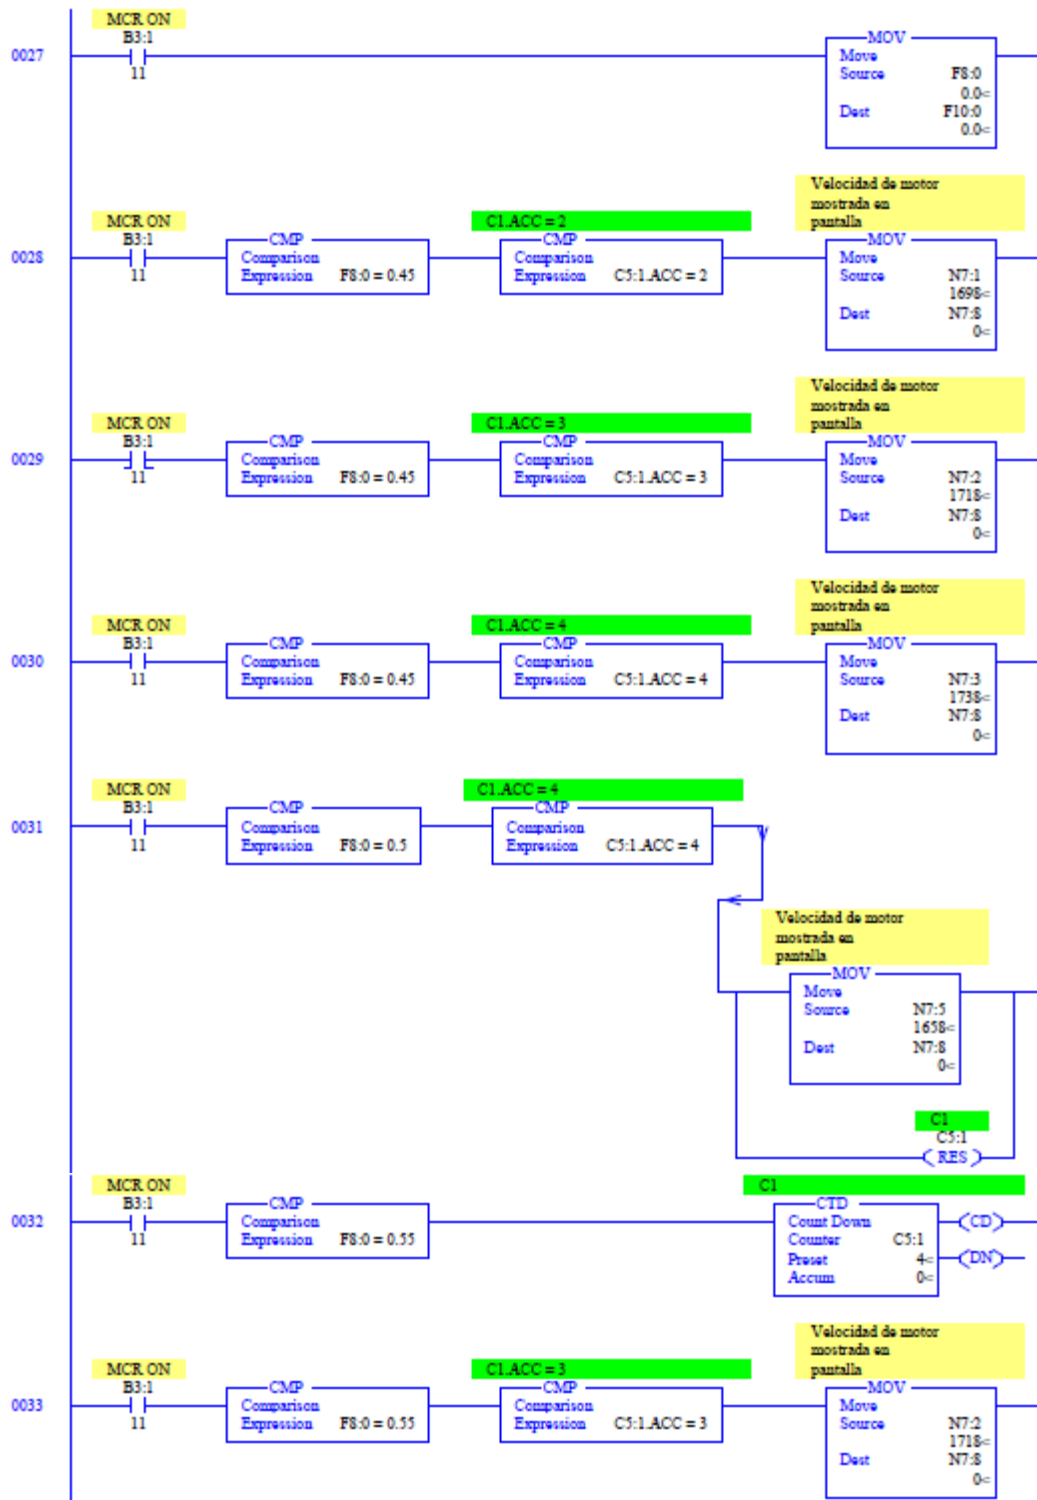 MCR ON
B3:1
0027
11
MOV
Move
Source F8:0
0.0<
Dest F10:0
0.0<
MCR ON
B3:1
0028
11
CMP
Comparison
Expression F8:0 = 0.45
C1.ACC = 2
CMP
Comparison
Expression C5:1.ACC = 2
Velocidad de motor
mostrada en
pantalla
MOV
Move
Source N7:1
1698<
Dest N7:8
0<
MCR ON
B3:1
0029
11
CMP
Comparison
Expression F8:0 = 0.45
C1.ACC = 3
CMP
Comparison
Expression C5:1.ACC = 3
Velocidad de motor
mostrada en
pantalla
MOV
Move
Source N7:2
1718<
Dest N7:8
0<
MCR ON
B3:1
0030
11
CMP
Comparison
Expression F8:0 = 0.45
C1.ACC = 4
CMP
Comparison
Expression C5:1.ACC = 4
Velocidad de motor
mostrada en
pantalla
MOV
Move
Source N7:3
1738<
Dest N7:8
0<
MCR ON
B3:1
0031
11
CMP
Comparison
Expression F8:0 = 0.5
C1.ACC = 4
CMP
Comparison
Expression C5:1.ACC = 4
Velocidad de motor
mostrada en
pantalla
MOV
Move
Source N7:5
1658<
Dest N7:8
0<
C1
C5:1
RES
MCR ON
B3:1
0032
11
CMP
Comparison
Expression F8:0 = 0.55
C1
CTD
Count Down
Counter C5:1
Preset 4<
Accum 0<
CD
DN
MCR ON
B3:1
0033
11
CMP
Comparison
Expression F8:0 = 0.55
C1.ACC = 3
CMP
Comparison
Expression C5:1.ACC = 3
Velocidad de motor
mostrada en
pantalla
MOV
Move
Source N7:2
1718<
Dest N7:8
0<